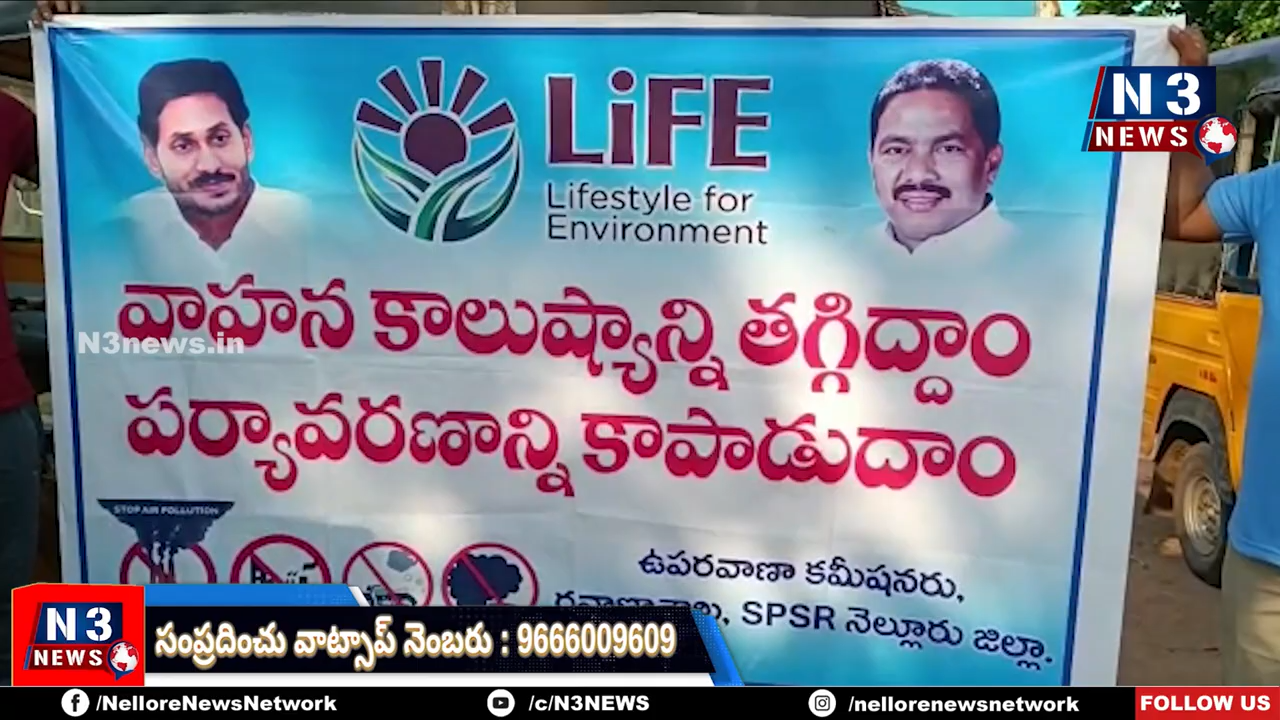 LiFE
Lifestyle for
Environment
N3
NEWS
వాహన కాలుష్యాన్ని తగ్గిద్దాం
N3news.in
పర్యావరణాన్ని కాపాడుదాం
STOP AIR POLLUTION
ఉపరవాణా కమీషనరు,
SPSR నెల్లూరు జిల్లా.
N3
NEWS
సంప్రదించు వాట్సాప్ నెంబరు : 9666009609
/NelloreNewsNetwork
/c/N3NEWS
/nellorenewsnetwork
FOLLOW US